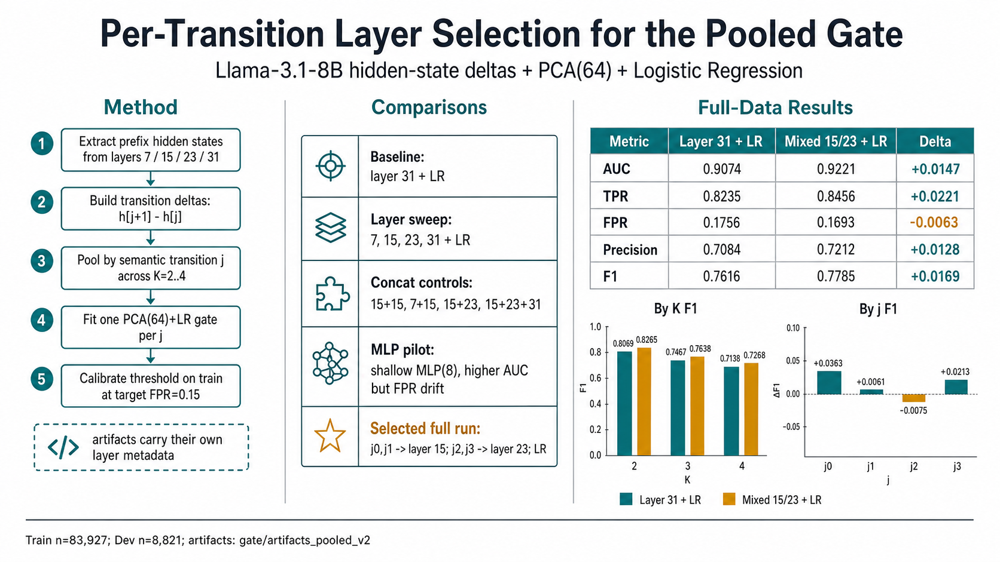 Per-Transition Layer Selection for the Pooled Gate
Llama-3.1-8B hidden-state deltas + PCA(64) + Logistic Regression
Method
1
Extract prefix hidden states
from layers 7 / 15 / 23 / 31
2
Build transition deltas:
h[j+1] - h[j]
3
Pool by semantic transition j
across K=2..4
4
Fit one PCA(64)+LR gate
per j
5
Calibrate threshold on train
at target FPR=0.15
</> artifacts carry their own
layer metadata
Comparisons
Baseline:
layer 31 + LR
Layer sweep:
7, 15, 23, 31 + LR
Concat controls:
15+15, 7+15, 15+23, 15+23+31
MLP pilot:
shallow MLP(8), higher AUC
but FPR drift
Selected full run:
j0,j1 -> layer 15; j2,j3 -> layer 23; LR
Full-Data Results
Metric Layer 31 + LR Mixed 15/23 + LR Delta
AUC 0.9074 0.9221 +0.0147
TPR 0.8235 0.8456 +0.0221
FPR 0.1756 0.1693 -0.0063
Precision 0.7084 0.7212 +0.0128
F1 0.7616 0.7785 +0.0169
By K F1
1.0
0.8
0.6
0.4
0.2
0.0
F1
0.8069 0.8265
0.7467 0.7638
0.7138 0.7268
2 3 4
K
By j F1
0.10
0.05
0.00
-0.05
ΔF1
+0.0363
+0.0061
-0.0075
+0.0213
j0 j1 j2 j3
j
Layer 31 + LR Mixed 15/23 + LR
Train n=83,927; Dev n=8,821; artifacts: gate/artifacts_pooled_v2